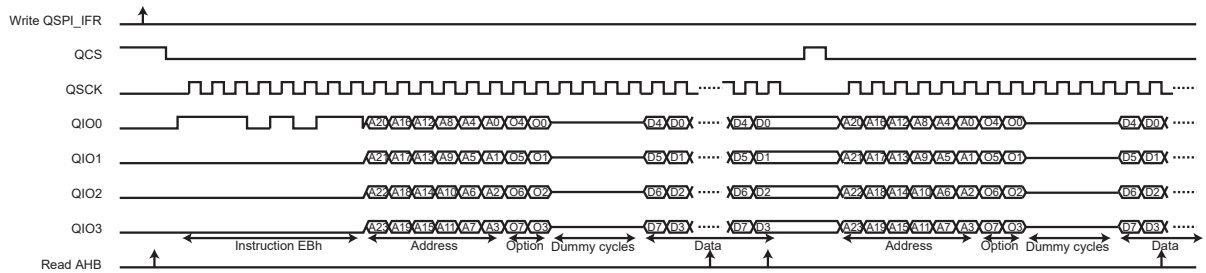 Write QSPI_IFR
QCS
QSCK
QIO0 A20 A16 A12 A8 A4 A0 O4 O0 D4 D0 D4 D0 A20 A16 A12 A8 A4 A0 O4 O0 D4 D0
QIO1 A21 A17 A13 A9 A5 A1 O5 O1 D5 D1 D5 D1 A21 A17 A13 A9 A5 A1 O5 O1 D5 D1
QIO2 A22 A18 A14 A10 A6 A2 O6 O2 D6 D2 D6 D2 A22 A18 A14 A10 A6 A2 O6 O2 D6 D2
QIO3 A23 A19 A15 A11 A7 A3 O7 O3 D7 D3 D7 D3 A23 A19 A15 A11 A7 A3 O7 O3 D7 D3
Instruction EBh Address Option Dummy cycles Data Address Option Dummy cycles Data
Read AHB